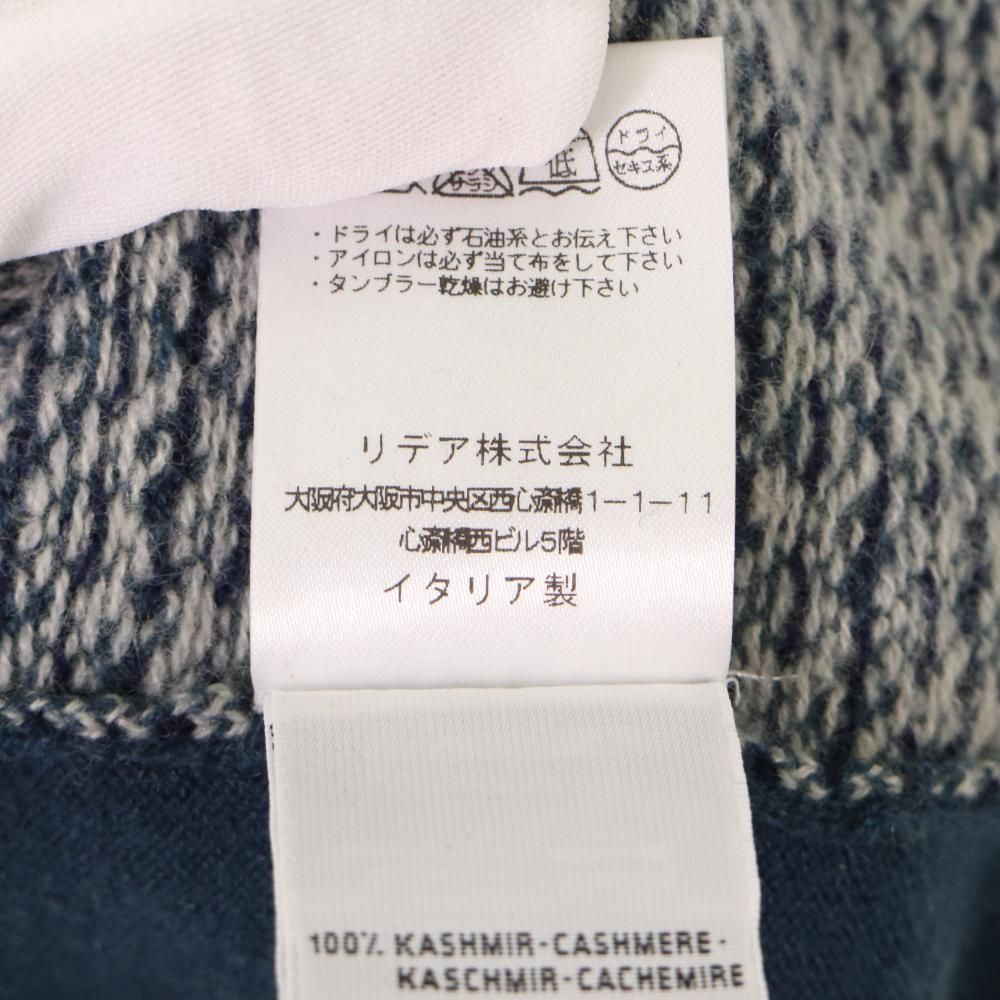 サラシ
低
ドライ
セキユ系
・ドライは必ず石油系とお伝え下さい
・アイロンは必ず当て布をして下さい
・タンブラー乾燥はお避け下さい
リデア株式会社
大阪府大阪市中央区西心斎橋1-1-11
心斎橋西ビル5階
イタリア製
100% KASHMIR-CASHMERE-
KASCHMIR-CACHEMIRE